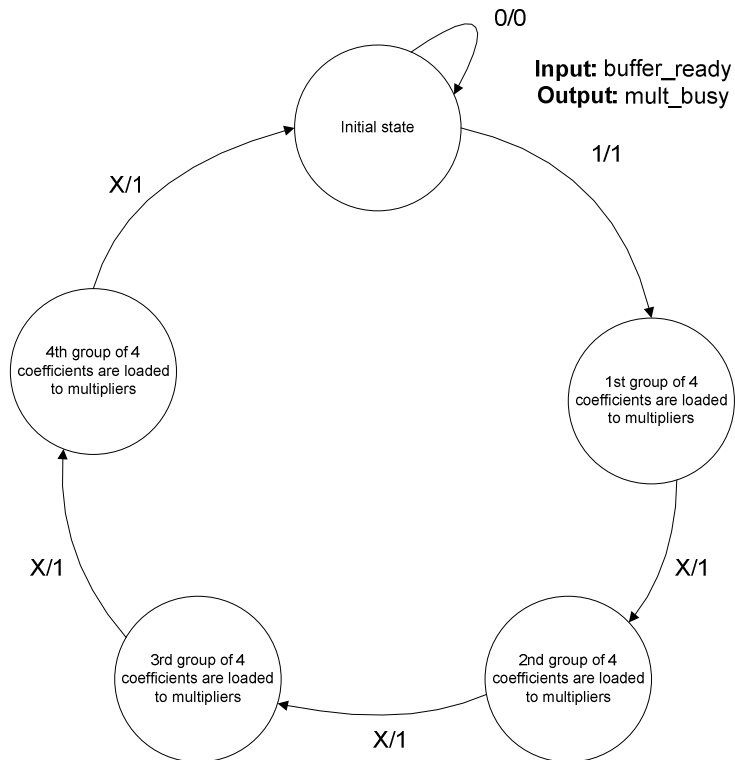 0/0
Input: buffer_ready
Output: mult_busy
Initial state
1/1
X/1
4th group of 4
coefficients are loaded
to multipliers
1st group of 4
coefficients are loaded
to multipliers
X/1
X/1
3rd group of 4
coefficients are loaded
to multipliers
2nd group of 4
coefficients are loaded
to multipliers
X/1